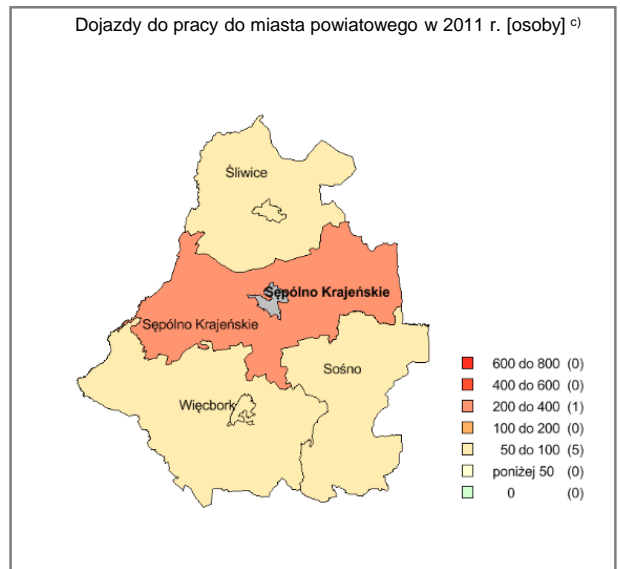 Dojazdy do pracy do miasta powiatowego w 2011 r. [osoby] c)
Śliwice
Sępólno Krajeńskie
Sępólno Krajeńskie
Sośno
Więcbork
600 do 800 (0)
400 do 600 (0)
200 do 400 (1)
100 do 200 (0)
50 do 100 (5)
poniżej 50 (0)
0 (0)